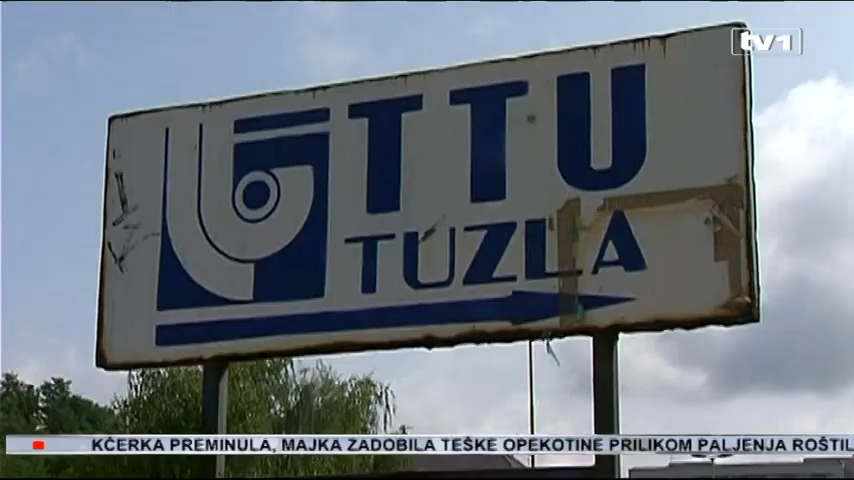 tv1
TTU
TUZLA
KĆERKA PREMINULA, MAJKA ZADOBILA TEŠKE OPEKOTINE PRILIKOM PALJENJA ROŠTIL